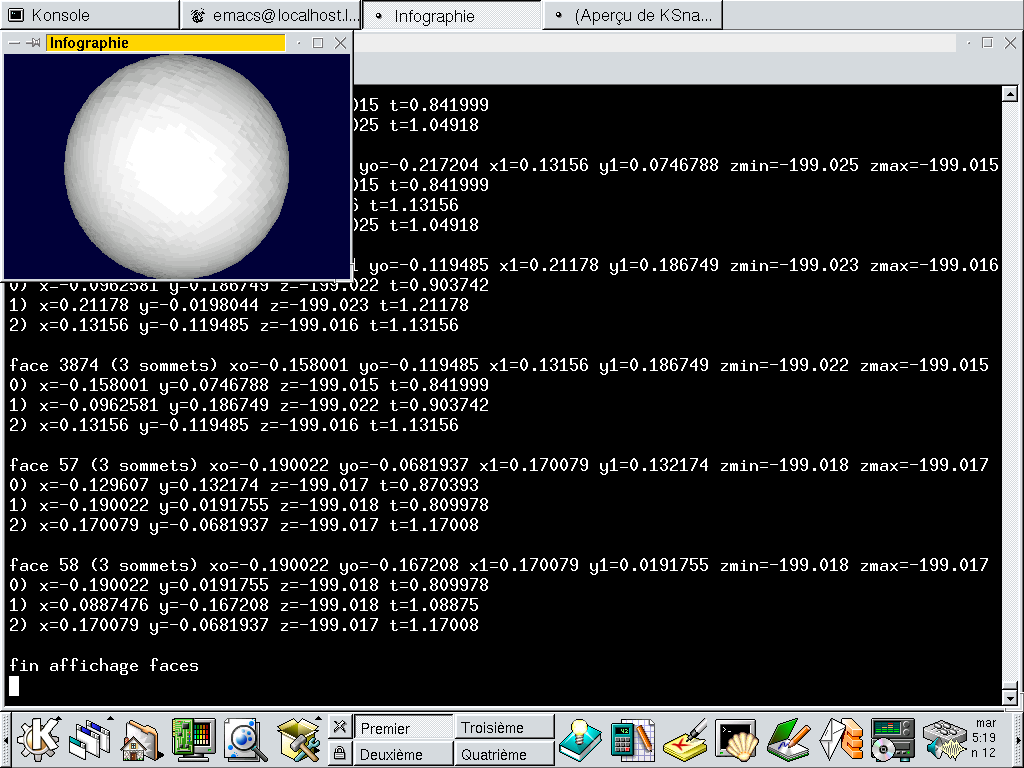 Konsole
emacs@localhost.l...
Infographie
(Aperçu de KSna...
Infographie
015 t=0.841999
025 t=1.04918
yo=-0.217204 x1=0.13156 y1=0.0746788 zmin=-199.025 zmax=-199.015
015 t=0.841999
t=1.13156
025 t=1.04918
yo=-0.119485 x1=0.21178 y1=0.186749 zmin=-199.023 zmax=-199.016
0) x=-0.0962581 y=0.186749 z=-199.022 t=0.903742
1) x=0.21178 y=-0.0198044 z=-199.023 t=1.21178
2) x=0.13156 y=-0.119485 z=-199.016 t=1.13156
face 3874 (3 sommets) xo=-0.158001 yo=-0.119485 x1=0.13156 y1=0.186749 zmin=-199.022 zmax=-199.015
0) x=-0.158001 y=0.0746788 z=-199.015 t=0.841999
1) x=-0.0962581 y=0.186749 z=-199.022 t=0.903742
2) x=0.13156 y=-0.119485 z=-199.016 t=1.13156
face 57 (3 sommets) xo=-0.190022 yo=-0.0681937 x1=0.170079 y1=0.132174 zmin=-199.018 zmax=-199.017
0) x=-0.129607 y=0.132174 z=-199.017 t=0.870393
1) x=-0.190022 y=0.0191755 z=-199.018 t=0.809978
2) x=0.170079 y=-0.0681937 z=-199.017 t=1.17008
face 58 (3 sommets) xo=-0.190022 yo=-0.167208 x1=0.170079 y1=0.0191755 zmin=-199.018 zmax=-199.017
0) x=-0.190022 y=0.0191755 z=-199.018 t=0.809978
1) x=0.0887476 y=-0.167208 z=-199.018 t=1.08875
2) x=0.170079 y=-0.0681937 z=-199.017 t=1.17008
fin affichage faces
Premier
Troisième
Deuxième
Quatrième
mar
5:19
n 12